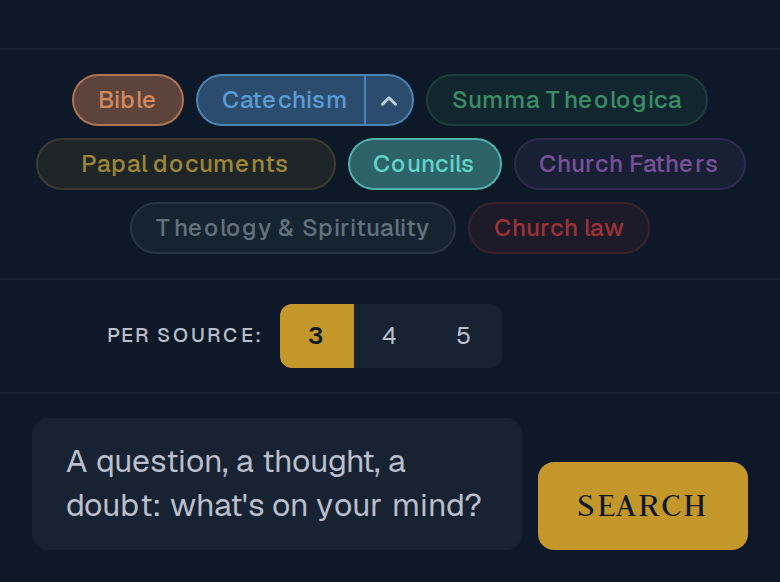 Bible Catechism Summa Theologica
Papal documents Councils Church Fathers
Theology & Spirituality Church law
PER SOURCE: 3 4 5
A question, a thought, a
doubt: what's on your mind?
SEARCH